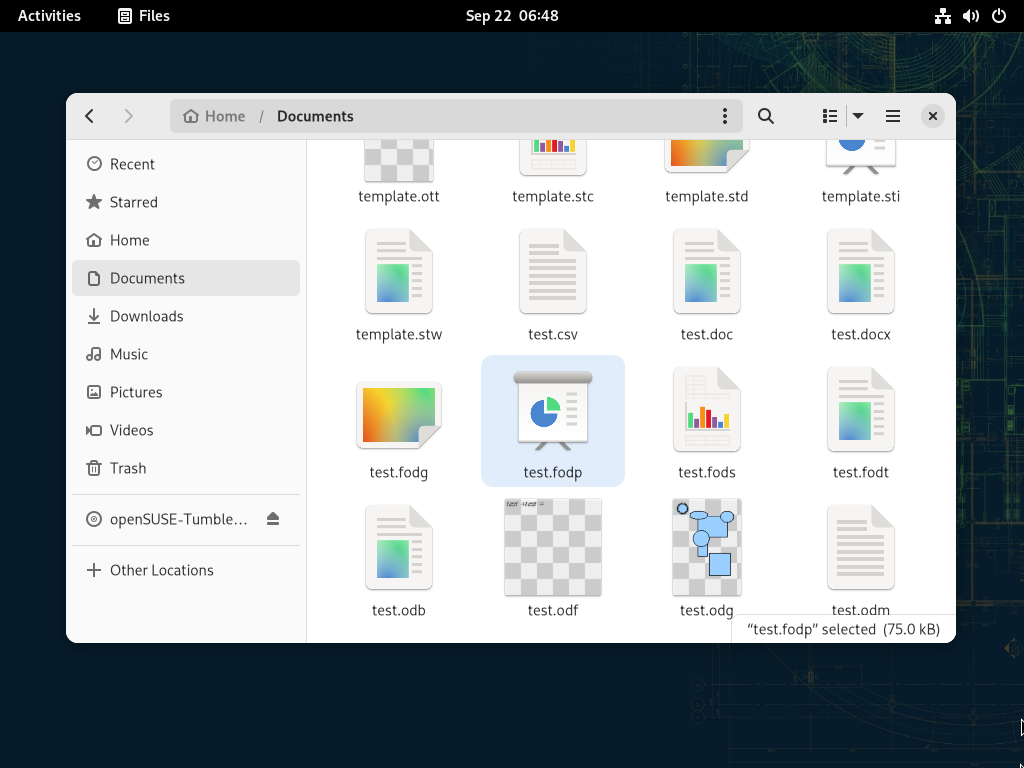 Activities
Files
Sep 22 06:48
Home / Documents
Recent
Starred
Home
Documents
Downloads
Music
Pictures
Videos
Trash
openSUSE-Tumble…
Other Locations
template.ott
template.stc
template.std
template.sti
template.stw
test.csv
test.doc
test.docx
test.fodg
test.fodp
test.fods
test.fodt
test.odb
test.odf
test.odg
test.odm
“test.fodp” selected (75.0 kB)